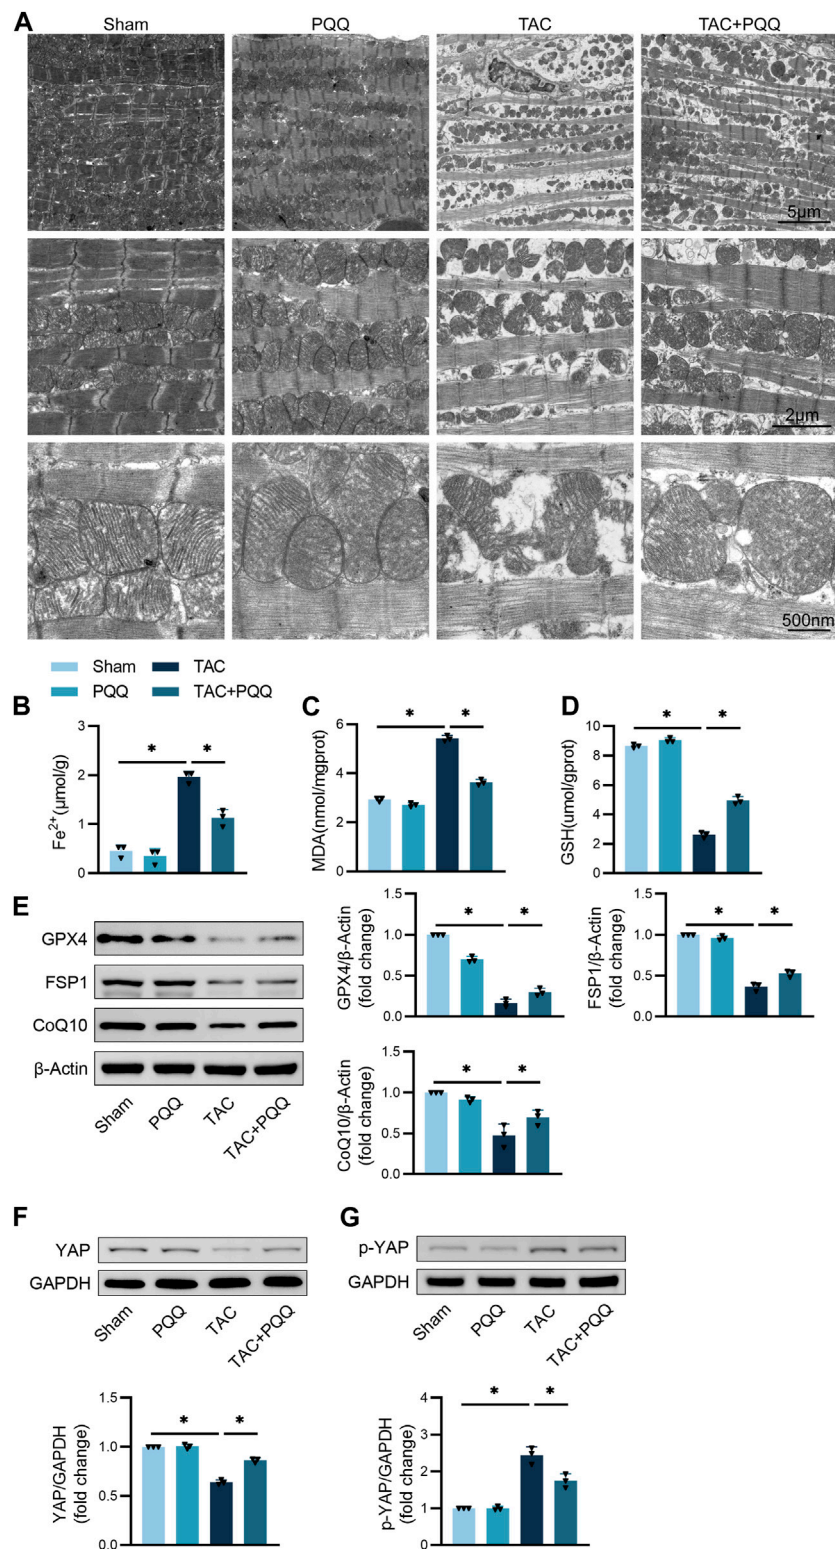 A
Sham PQQ TAC TAC+PQQ
5μm
2μm
500nm
Sham TAC
PQQ TAC+PQQ
B
Fe2+(μmol/g)
3
2
1
0
*
*
C
MDA(nmol/mgprot)
6
4
2
0
*
*
D
GSH(umol/gprot)
10
8
6
4
2
0
*
*
E
GPX4
FSP1
CoQ10
β-Actin
Sham PQQ TAC TAC+PQQ
GPX4/β-Actin
(fold change)
1.5
1.0
0.5
0.0
*
*
FSP1/β-Actin
(fold change)
1.5
1.0
0.5
0.0
*
*
CoQ10/β-Actin
(fold change)
1.5
1.0
0.5
0.0
*
*
F
YAP
GAPDH
Sham PQQ TAC TAC+PQQ
YAP/GAPDH
(fold change)
1.5
1.0
0.5
0.0
*
*
G
p-YAP
GAPDH
Sham PQQ TAC TAC+PQQ
p-YAP/GAPDH
(fold change)
4
3
2
1
0
*
*